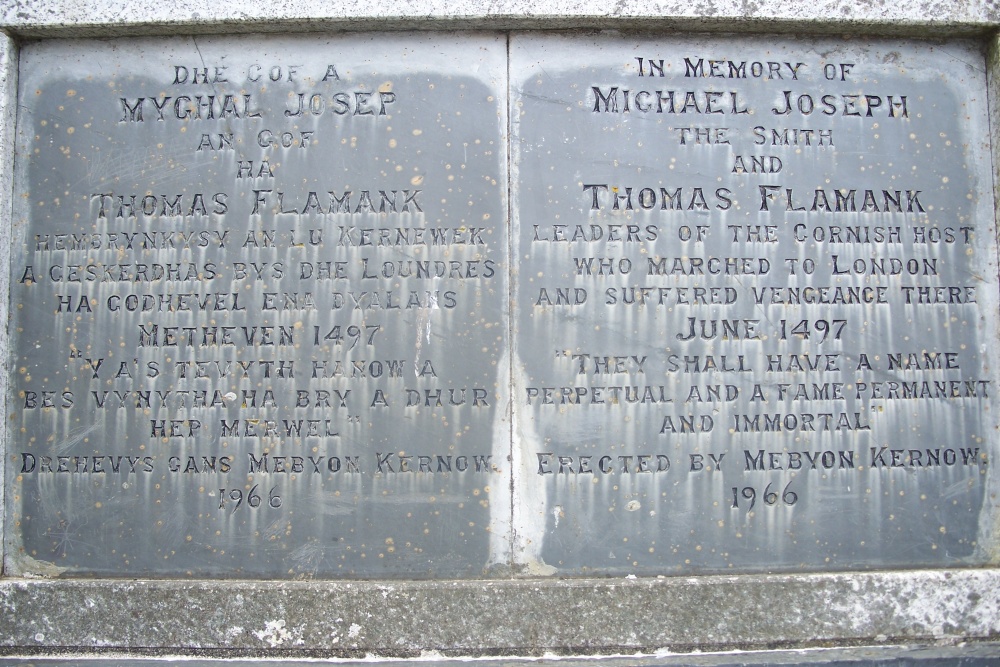 DHE GOF A
MYGHAL JOSEP
AN GOF
HA
THOMAS FLAMANK
HEMBRYNKYSY AN LU KERNEWEK
A GESKERDHAS BYS DHE LOUNDRES
HA GODHEVEL ENA DYALANS
METHEVEN 1497
"Y A'S TEVYTH HANOW A
BES VYNYTHA HA BRY A DHUR
HEP MERWEL"
DREHEVYS GANS MEBYON KERNOW
1966
IN MEMORY OF
MICHAEL JOSEPH
THE SMITH
AND
THOMAS FLAMANK
LEADERS OF THE CORNISH HOST
WHO MARCHED TO LONDON
AND SUFFERED VENGEANCE THERE
JUNE 1497
"THEY SHALL HAVE A NAME
PERPETUAL AND A FAME PERMANENT
AND IMMORTAL"
ERECTED BY MEBYON KERNOW.
1966